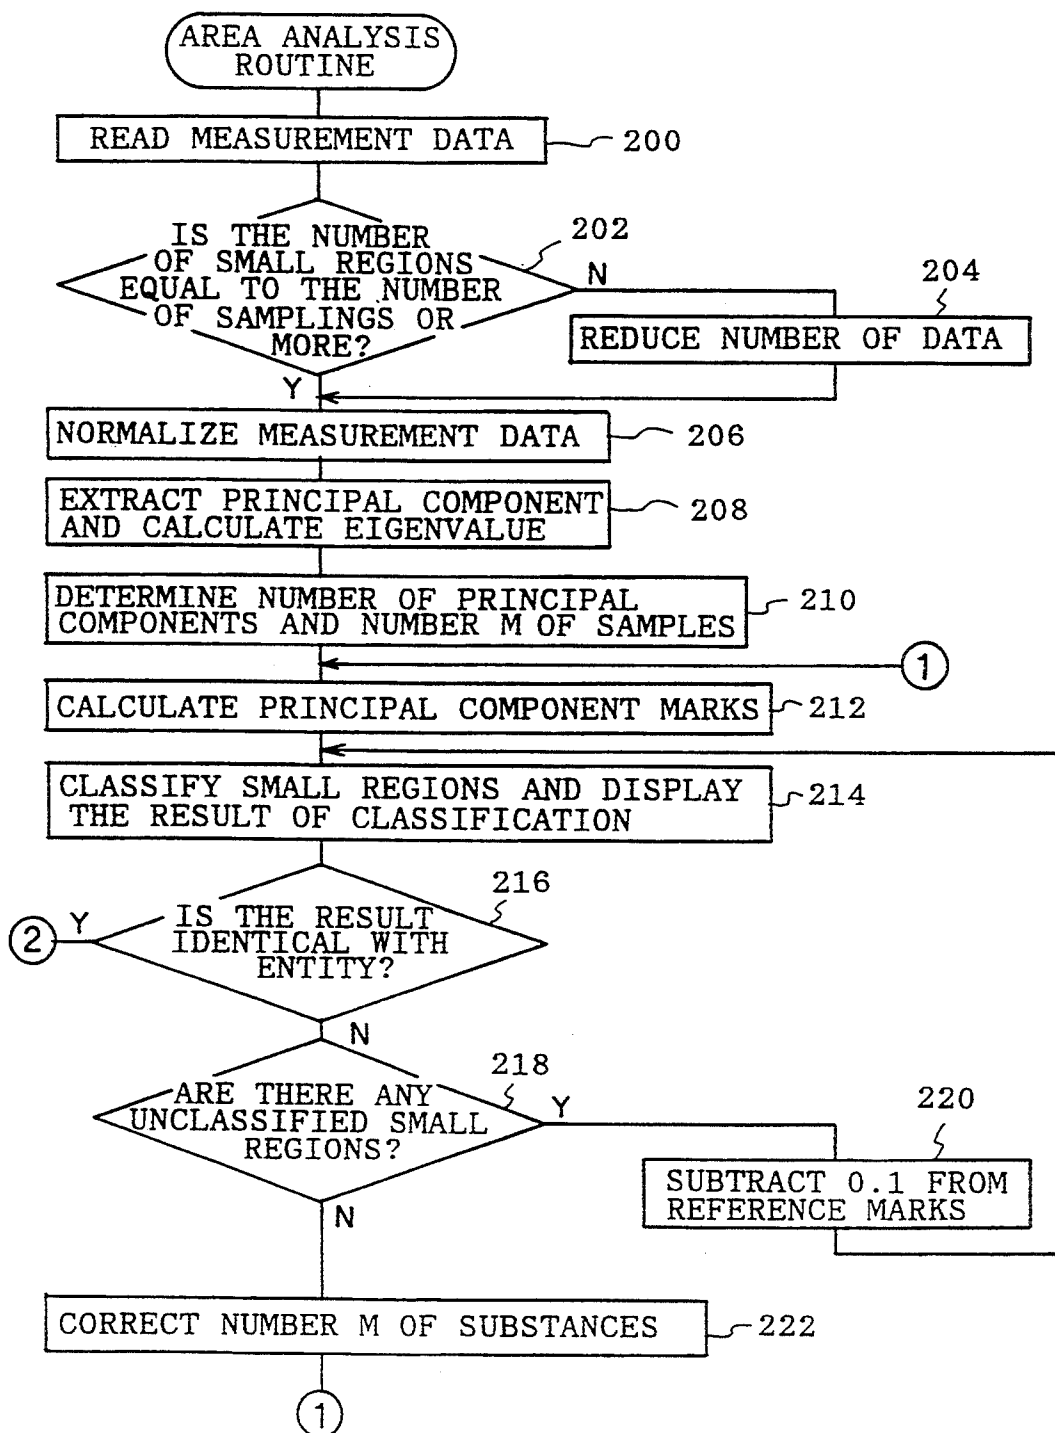 AREA ANALYSIS
ROUTINE
READ MEASUREMENT DATA
200
IS THE NUMBER
OF SMALL REGIONS
EQUAL TO THE NUMBER
OF SAMPLINGS OR
MORE?
202
N
204
REDUCE NUMBER OF DATA
Y
NORMALIZE MEASUREMENT DATA
206
EXTRACT PRINCIPAL COMPONENT
AND CALCULATE EIGENVALUE
208
DETERMINE NUMBER OF PRINCIPAL
COMPONENTS AND NUMBER M OF SAMPLES
210
1
CALCULATE PRINCIPAL COMPONENT MARKS
212
CLASSIFY SMALL REGIONS AND DISPLAY
THE RESULT OF CLASSIFICATION
214
216
2
Y
IS THE RESULT
IDENTICAL WITH
ENTITY?
N
218
ARE THERE ANY
UNCLASSIFIED SMALL
REGIONS?
Y
220
SUBTRACT 0.1 FROM
REFERENCE MARKS
N
CORRECT NUMBER M OF SUBSTANCES
222
1